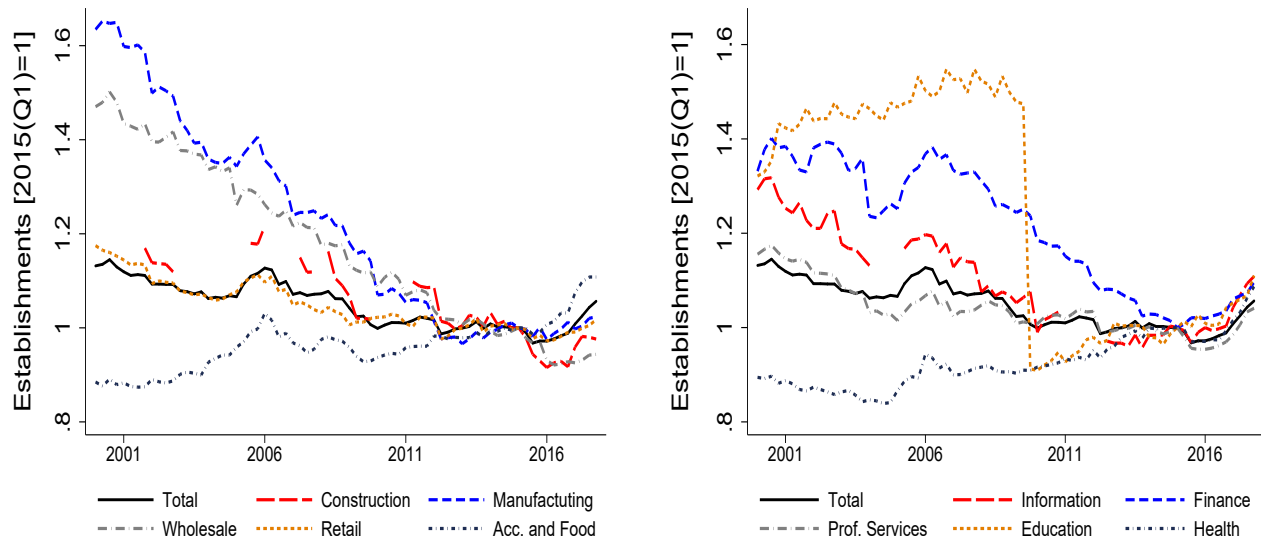 Establishments [2015(Q1)=1]
1.6
1.4
1.2
1
.8
2001 2006 2011 2016
Total Construction Manufactuting
Wholesale Retail Acc. and Food
Establishments [2015(Q1)=1]
1.6
1.4
1.2
1
.8
2001 2006 2011 2016
Total Information Finance
Prof. Services Education Health